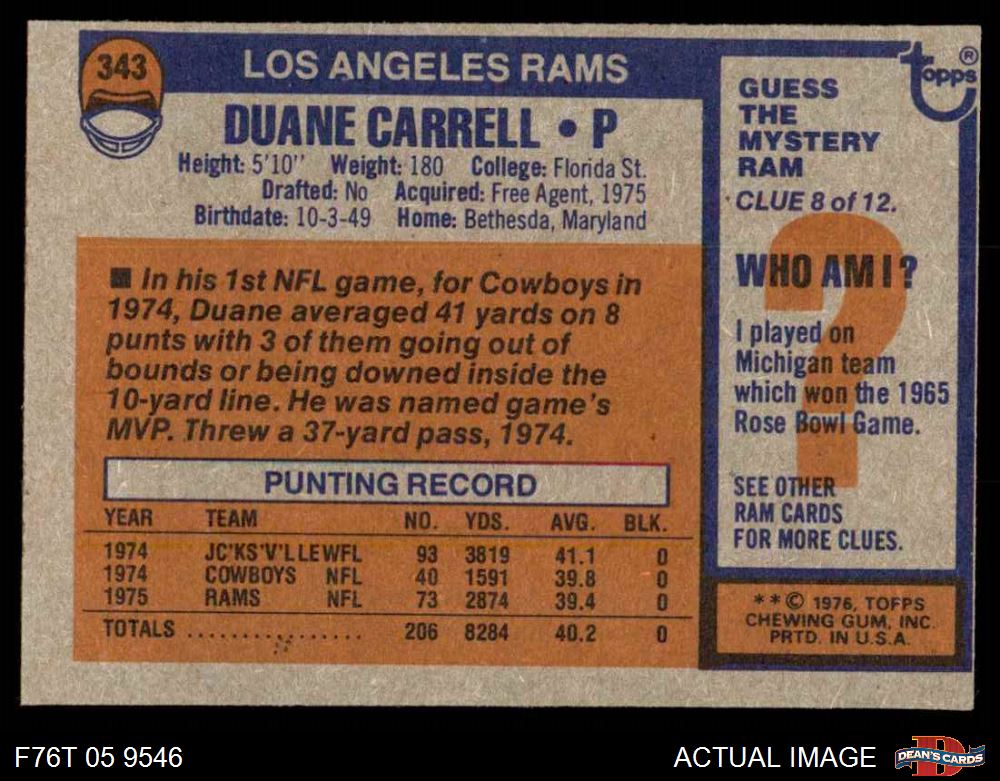 343
LOS ANGELES RAMS
DUANE CARRELL • P
Height: 5'10" Weight: 180 College: Florida St.
Drafted: No Acquired: Free Agent, 1975
Birthdate: 10-3-49 Home: Bethesda, Maryland
■ In his 1st NFL game, for Cowboys in
1974, Duane averaged 41 yards on 8
punts with 3 of them going out of
bounds or being downed inside the
10-yard line. He was named game's
MVP. Threw a 37-yard pass, 1974.
PUNTING RECORD
YEAR TEAM NO. YDS. AVG. BLK.
1974 JC'KS'V'LLE WFL 93 3819 41.1 0
1974 COWBOYS NFL 40 1591 39.8 0
1975 RAMS NFL 73 2874 39.4 0
TOTALS ................ 206 8284 40.2 0
topps ®
GUESS
THE
MYSTERY
RAM
CLUE 8 of 12.
?
WHO AM I?
I played on
Michigan team
which won the 1965
Rose Bowl Game.
SEE OTHER
RAM CARDS
FOR MORE CLUES.
**© 1976, TOPPS
CHEWING GUM, INC.
PRTD. IN U.S.A.
F76T 05 9546
ACTUAL IMAGE
D
DEAN'S CARDS